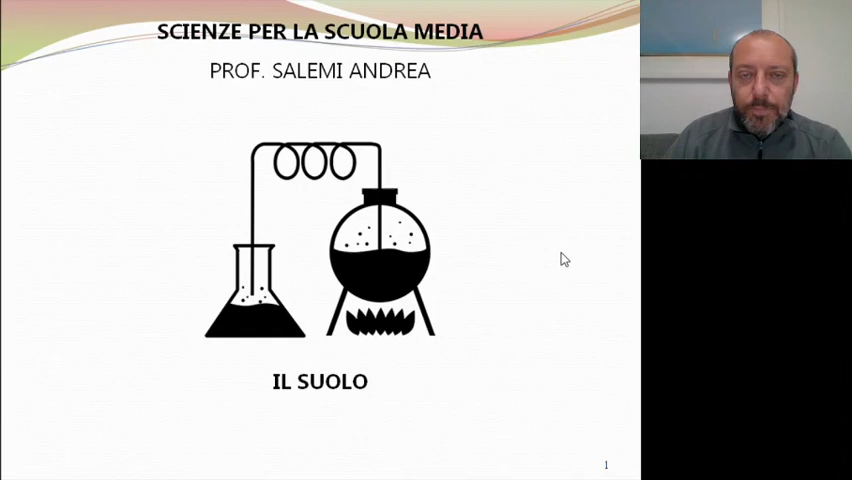 SCIENZE PER LA SCUOLA MEDIA
PROF. SALEMI ANDREA
IL SUOLO
1